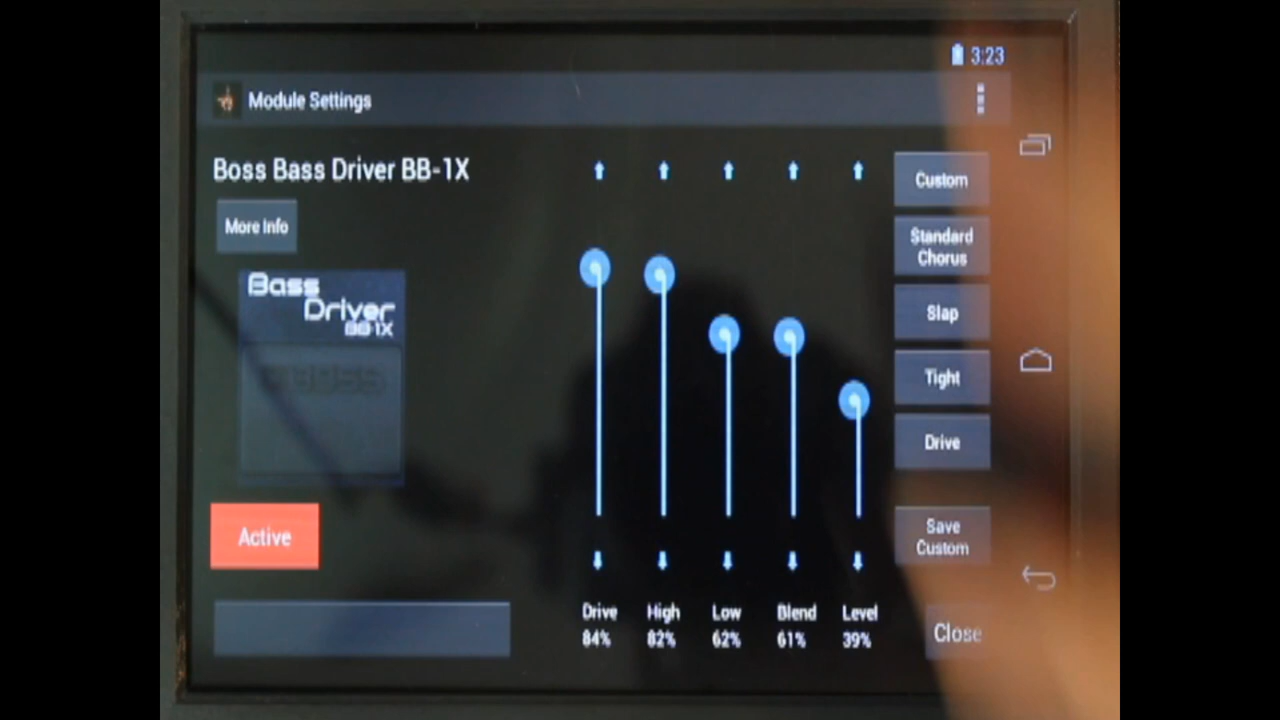 3:23
Module Settings
Boss Bass Driver BB-1X
More Info
Bass
Driver
BB-1X
BOSS
Active
Drive
84%
High
82%
Low
62%
Blend
61%
Level
39%
Custom
Standard
Chorus
Slap
Tight
Drive
Save
Custom
Close